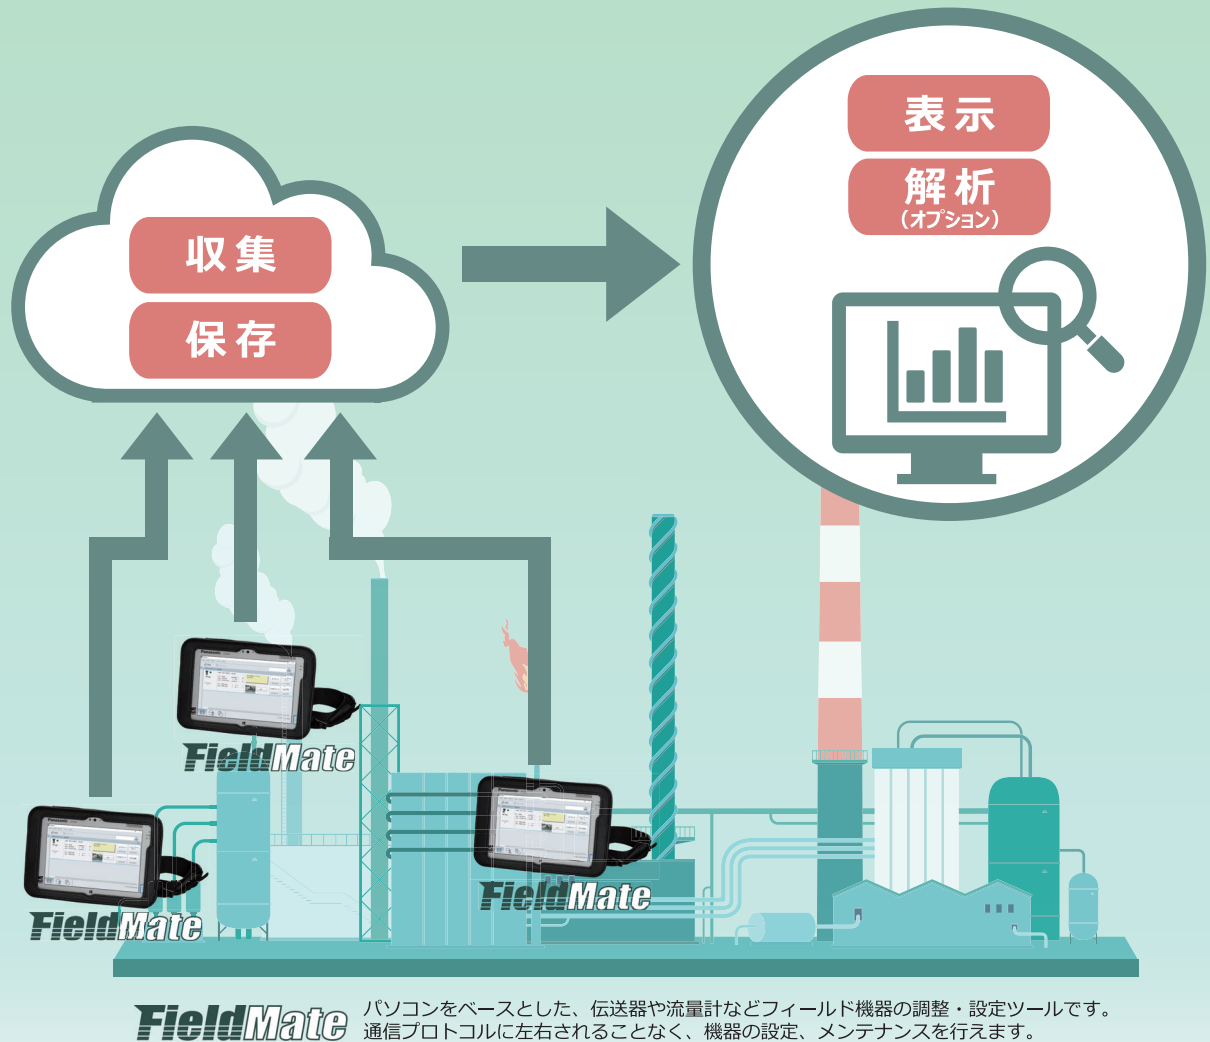 表示
解析
（オプション）
収集
保存
Panasonic
FieldMate
Panasonic
FieldMate
Panasonic
FieldMate
FieldMate
パソコンをベースとした、伝送器や流量計などフィールド機器の調整・設定ツールです。
通信プロトコルに左右されることなく、機器の設定、メンテナンスを行えます。